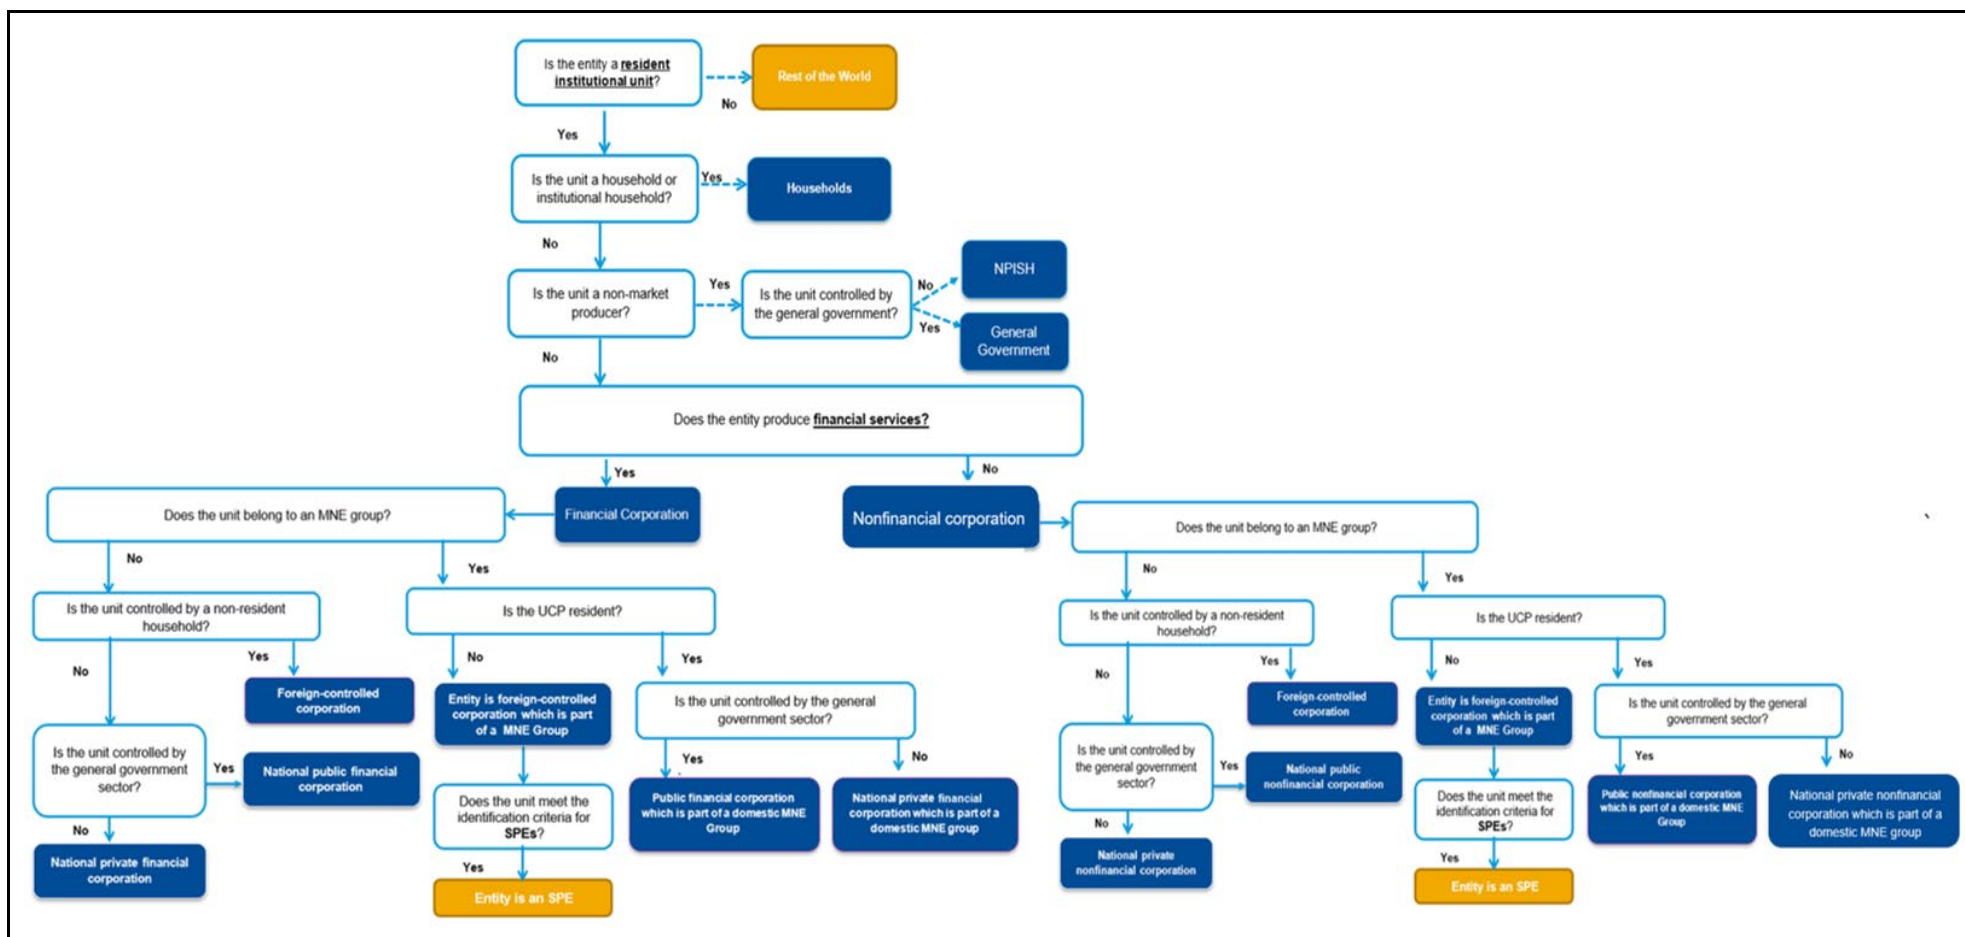 Is the entity a resident
institutional unit?
Rest of the World
No
Yes
Is the unit a household or
institutional household?
Yes
Households
No
Is the unit a non-market
producer?
Yes
Is the unit controlled by
the general government?
No
NPISH
Yes
General
Government
No
Does the entity produce financial services?
Yes
No
Does the unit belong to an MNE group?
Financial Corporation
Nonfinancial corporation
Does the unit belong to an MNE group?
No
Yes
Is the unit controlled by a non-resident
household?
Is the UCP resident?
No
Yes
Foreign-controlled
corporation
No
Entity is foreign-controlled
corporation which is part
of a MNE Group
Yes
Is the unit controlled by the general
government sector?
Is the unit controlled by
the general government
sector?
Yes
National public financial
corporation
No
National private financial
corporation
Does the unit meet the
identification criteria for
SPEs?
Yes
Entity is an SPE
Yes
Public financial corporation
which is part of a domestic MNE
Group
No
National private financial
corporation which is part of a
domestic MNE group
No
Yes
Is the unit controlled by a non-resident
household?
Is the UCP resident?
No
Yes
Foreign-controlled
corporation
No
Entity is foreign-controlled
corporation which is part
of a MNE Group
Yes
Is the unit controlled by the general
government sector?
Is the unit controlled by
the general government
sector?
Yes
National public
nonfinancial corporation
No
National private
nonfinancial corporation
Does the unit meet the
identification criteria for
SPEs?
Yes
Entity is an SPE
Yes
Public nonfinancial corporation
which is part of a domestic MNE
Group
No
National private nonfinancial
corporation which is part of a
domestic MNE group